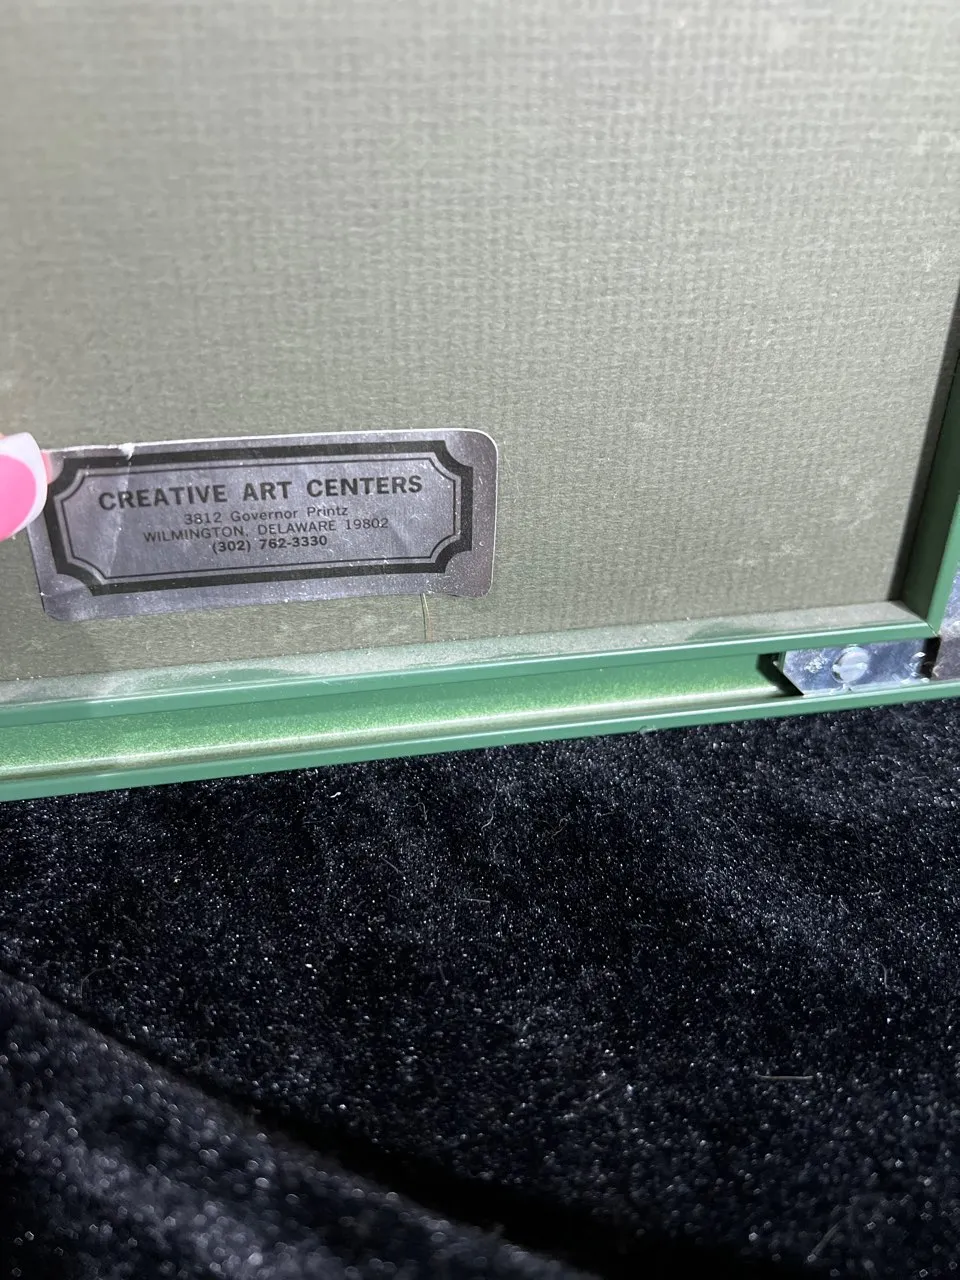 CREATIVE ART CENTERS
3812 Governor Printz
WILMINGTON, DELAWARE 19802
(302) 762-3330